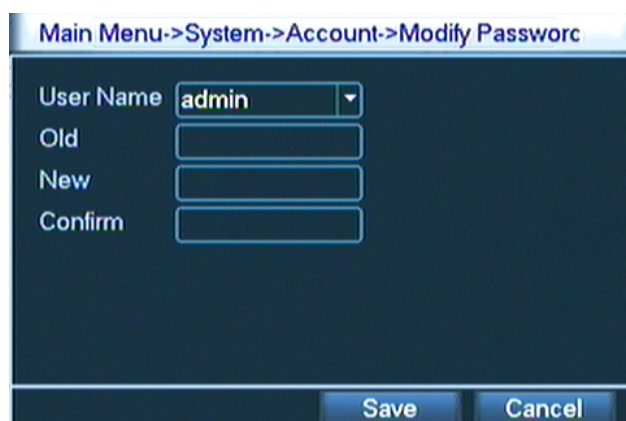 Main Menu->System->Account->Modify Passworc
User Name admin
Old
New
Confirm
Save Cancel